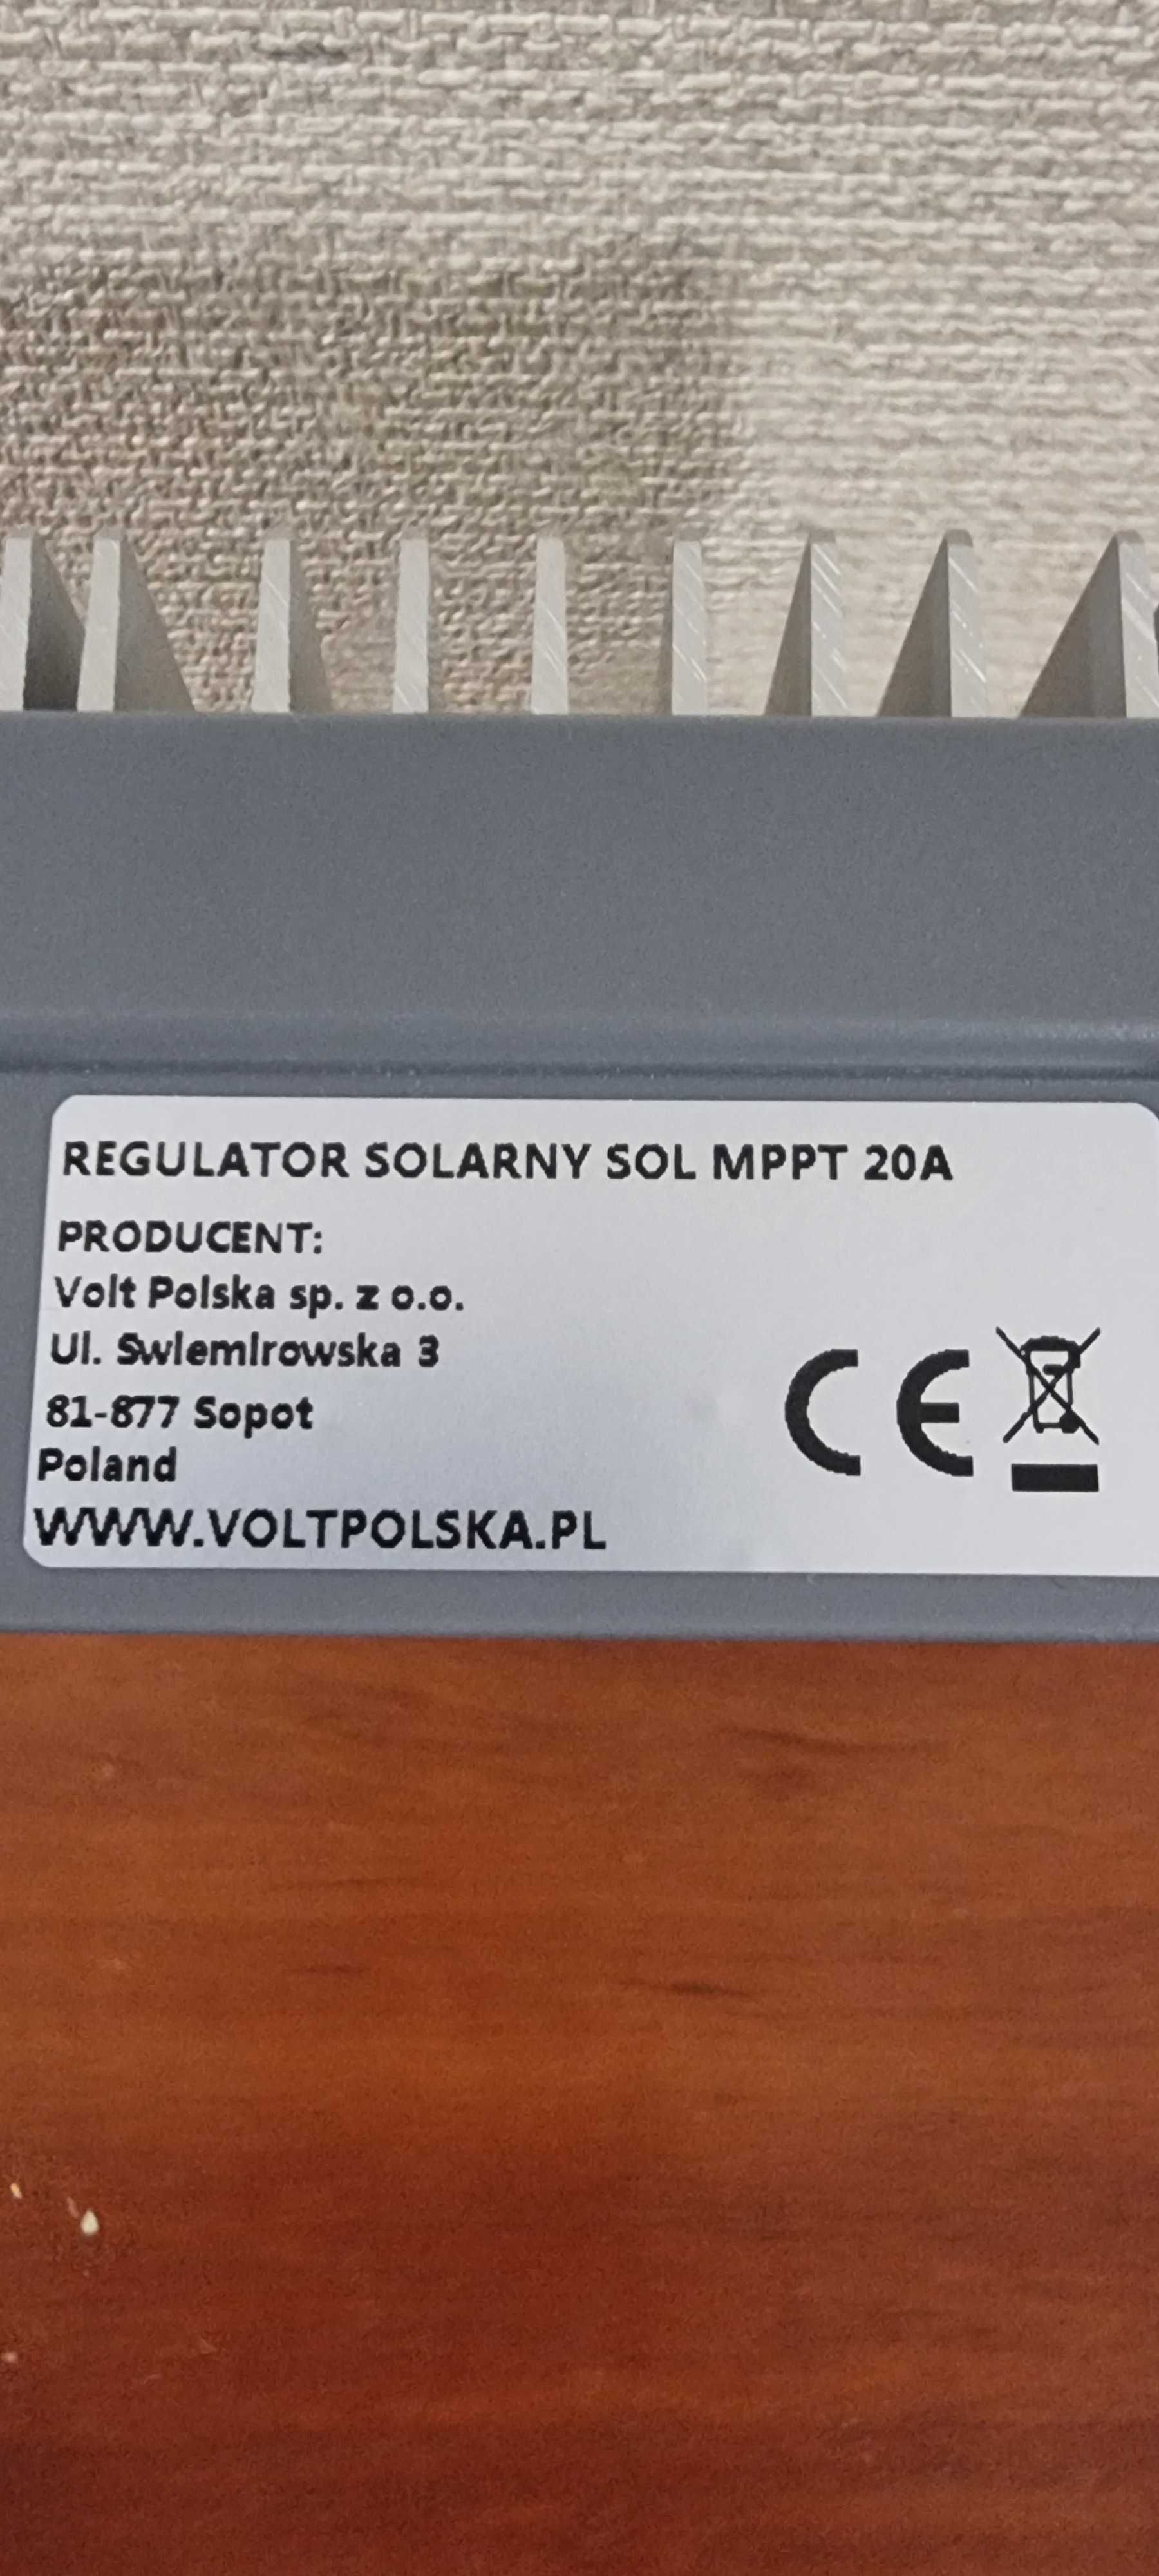 REGULATOR SOLARNY SOL MPPT 20A
PRODUCENT:
Volt Polska sp. z o.o.
Ul. Swlemlrowska 3
81-877 Sopot
Poland
WWW.VOLTPOLSKA.PL
CE